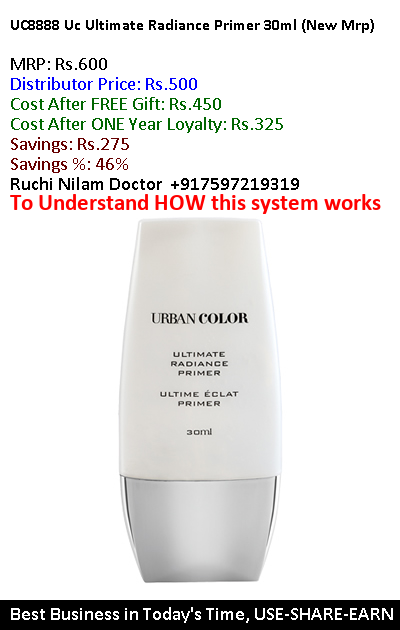 UC8888 Uc Ultimate Radiance Primer 30ml (New Mrp)
MRP: Rs.600
Distributor Price: Rs.500
Cost After FREE Gift: Rs.450
Cost After ONE Year Loyalty: Rs.325
Savings: Rs.275
Savings %: 46%
Ruchi Nilam Doctor +917597219319
To Understand HOW this system works
URBAN COLOR
ULTIMATE
RADIANCE
PRIMER
ULTIME ÉCLAT
PRIMER
30ml
Best Business in Today's Time, USE-SHARE-EARN